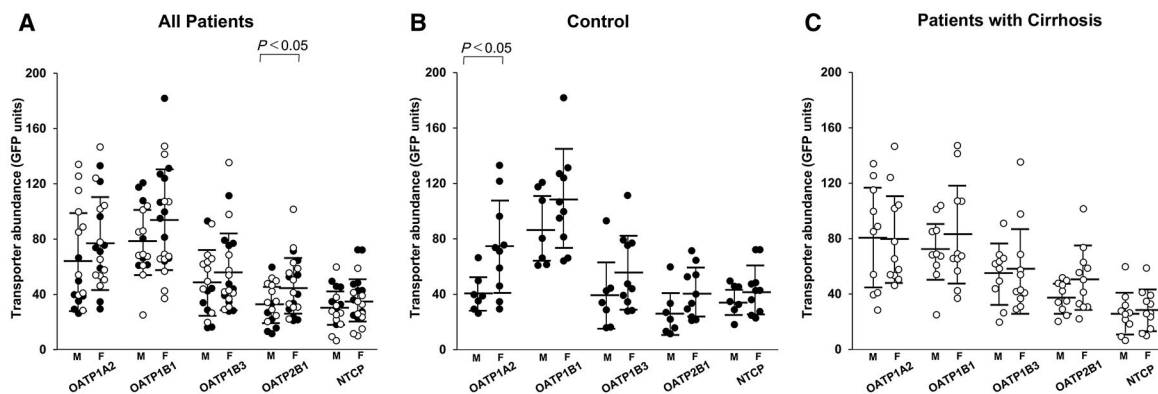 A All Patients
P < 0.05
Transporter abundance (GFP units)
200
160
120
80
40
0
M F M F M F M F M F
OATP1A2 OATP1B1 OATP1B3 OATP2B1 NTCP
B Control
P < 0.05
Transporter abundance (GFP units)
200
160
120
80
40
0
M F M F M F M F M F
OATP1A2 OATP1B1 OATP1B3 OATP2B1 NTCP
C Patients with Cirrhosis
Transporter abundance (GFP units)
200
160
120
80
40
0
M F M F M F M F M F
OATP1A2 OATP1B1 OATP1B3 OATP2B1 NTCP